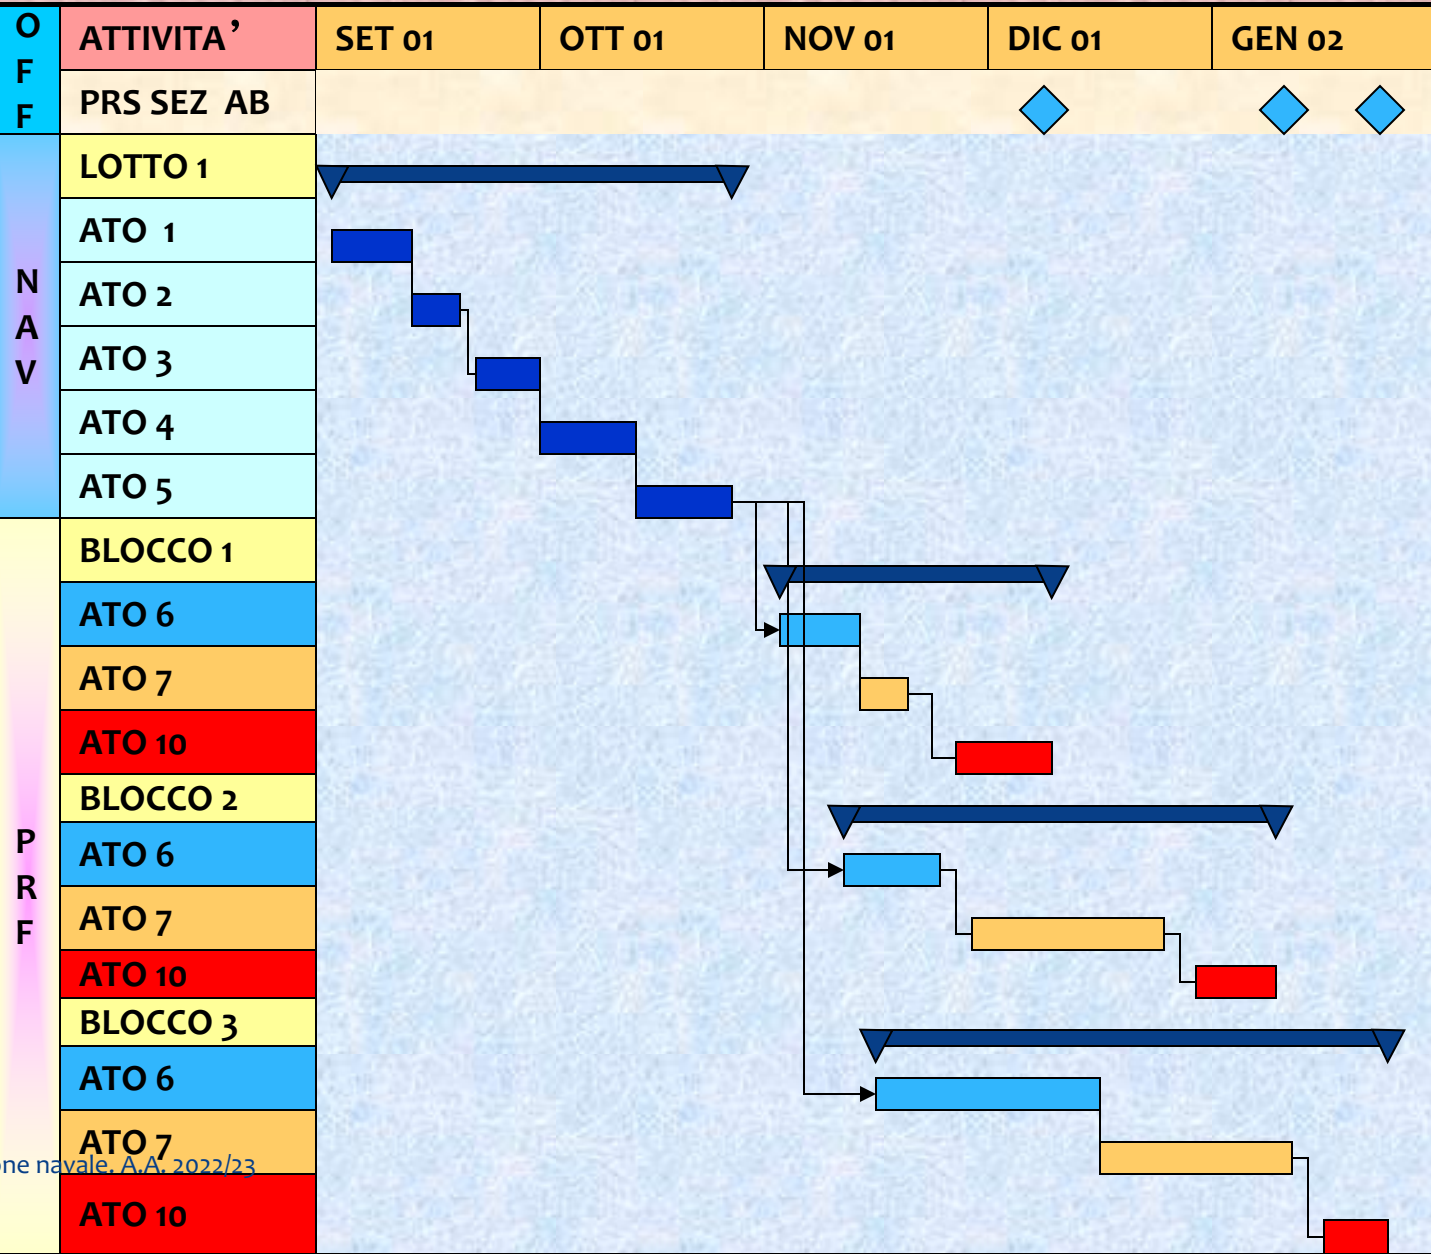 O
F
F
ATTIVITA’
SET 01
OTT 01
NOV 01
DIC 01
GEN 02
PRS SEZ AB
N
A
V
LOTTO 1
ATO 1
ATO 2
ATO 3
ATO 4
ATO 5
P
R
F
BLOCCO 1
ATO 6
ATO 7
ATO 10
BLOCCO 2
ATO 6
ATO 7
ATO 10
BLOCCO 3
ATO 6
ATO 7
navale. A.A. 2022/23
ATO 10